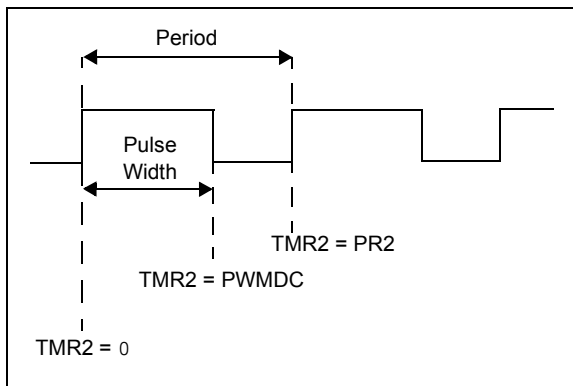 Period
Pulse
Width
TMR2 = PR2
TMR2 = PWMDC
TMR2 = 0